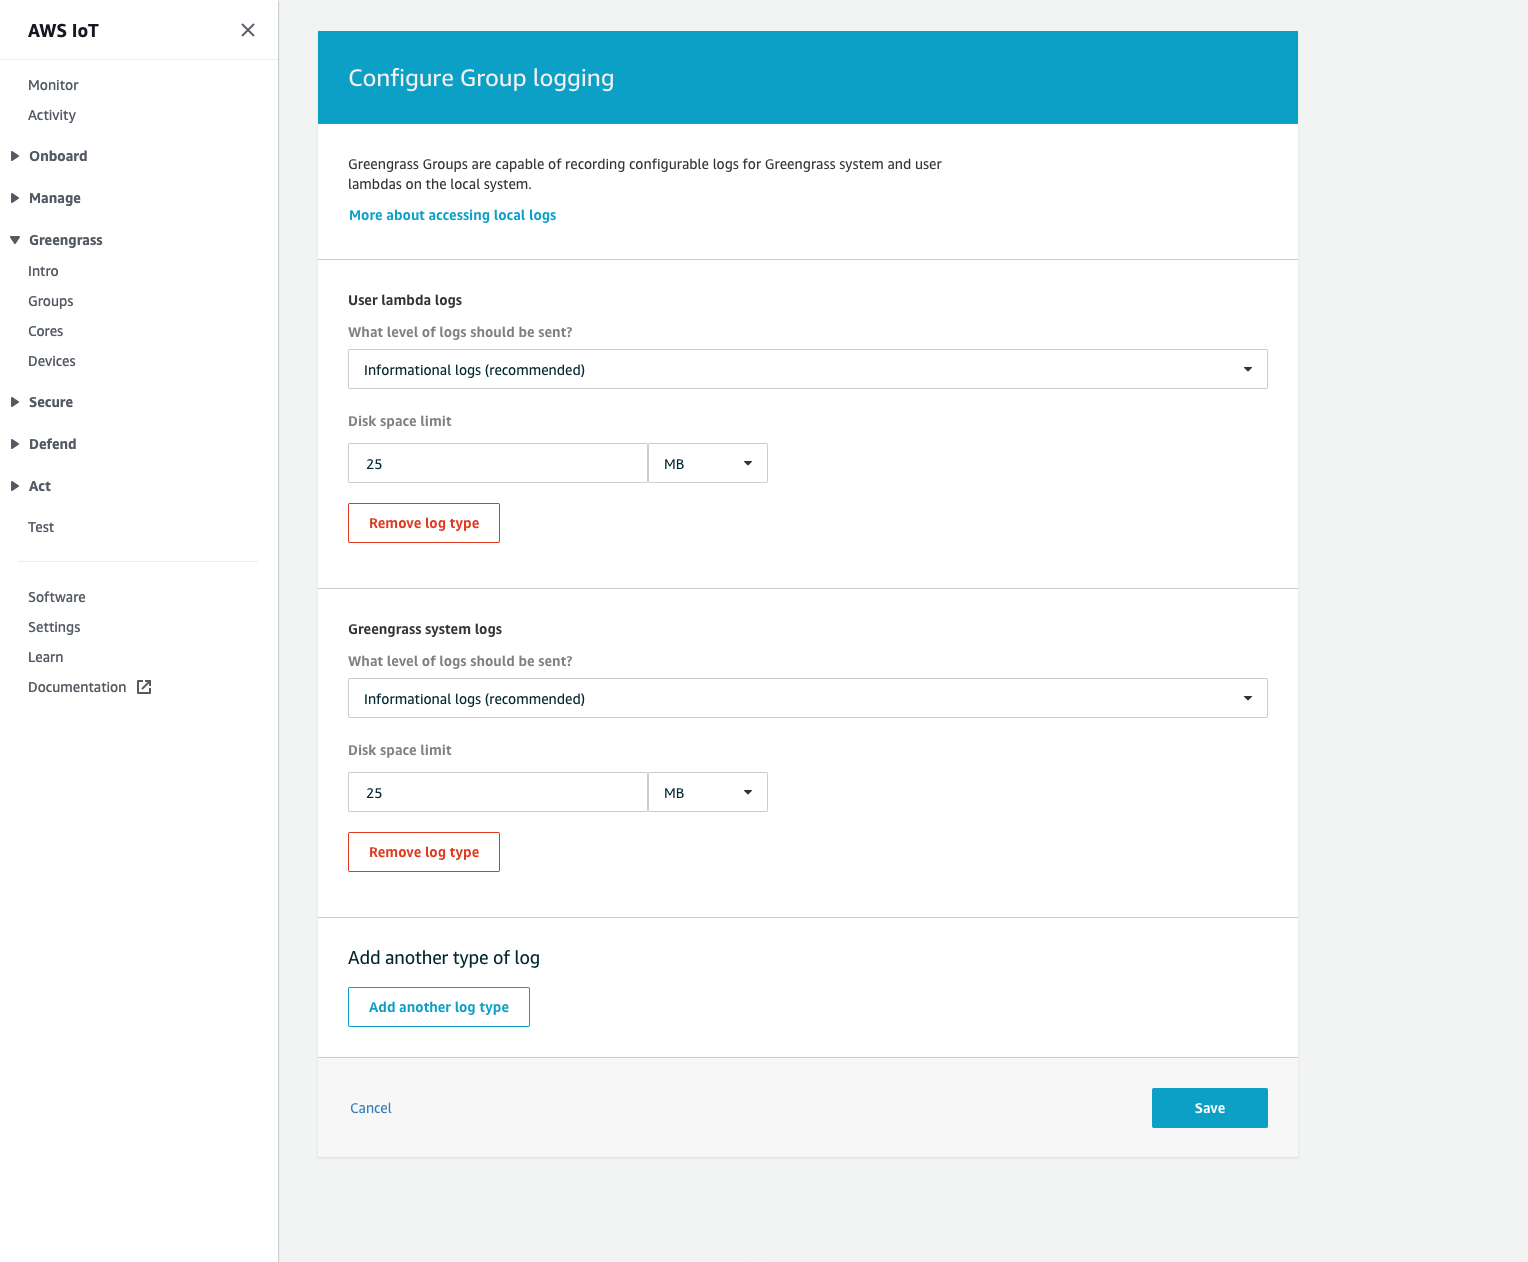 AWS IoT
Monitor
Activity
Onboard
Manage
Greengrass
Intro
Groups
Cores
Devices
Secure
Defend
Act
Test
Software
Settings
Learn
Documentation
Configure Group logging
Greengrass Groups are capable of recording configurable logs for Greengrass system and user
lambdas on the local system.
More about accessing local logs
User lambda logs
What level of logs should be sent?
Informational logs (recommended)
Disk space limit
25 MB
Remove log type
Greengrass system logs
What level of logs should be sent?
Informational logs (recommended)
Disk space limit
25 MB
Remove log type
Add another type of log
Add another log type
Cancel Save